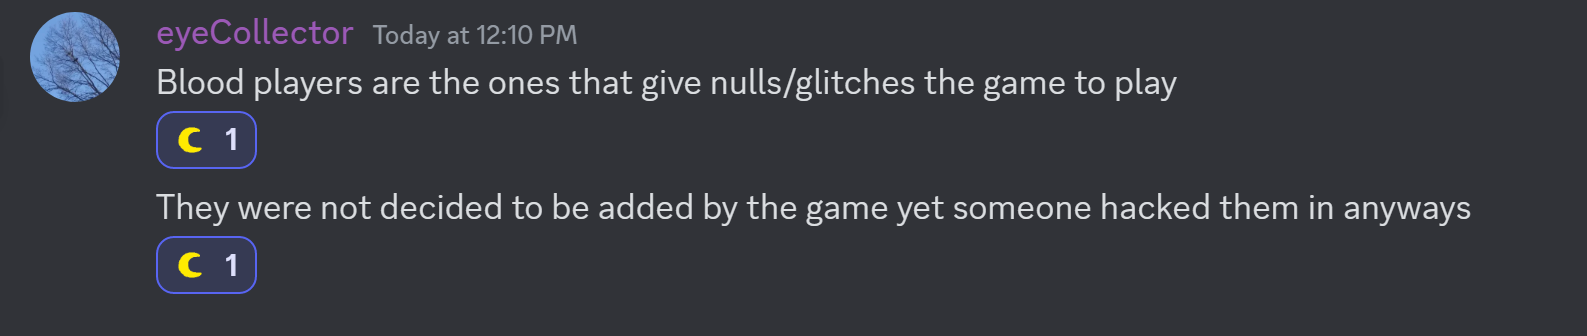 eyeCollector Today at 12:10 PM
Blood players are the ones that give nulls/glitches the game to play
1
They were not decided to be added by the game yet someone hacked them in anyways
1